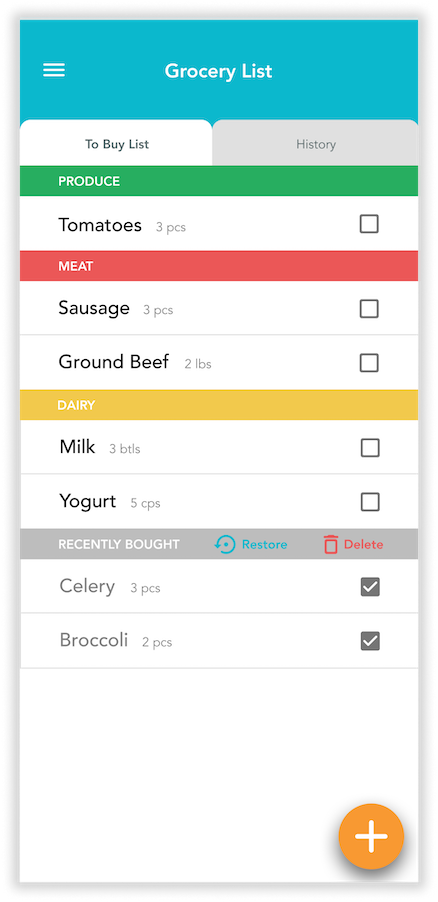 Grocery List
To Buy List History
PRODUCE
Tomatoes 3 pcs
MEAT
Sausage 3 pcs
Ground Beef 2 lbs
DAIRY
Milk 3 btls
Yogurt 5 cps
RECENTLY BOUGHT Restore Delete
Celery 3 pcs
Broccoli 2 pcs